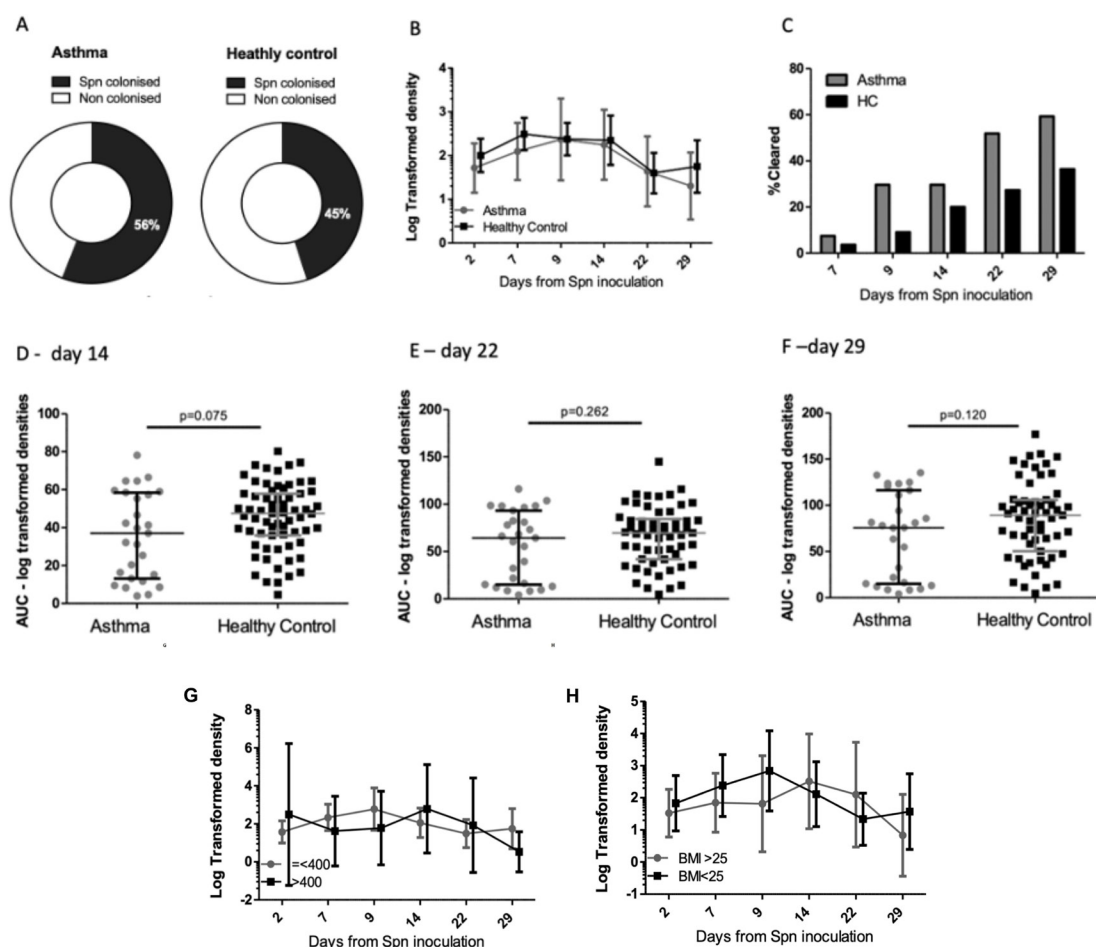 A
Asthma
Spn colonised
Non colonised
56%
Heathly control
Spn colonised
Non colonised
45%
B
Log Transformed density
4
3
2
1
0
Asthma
Healthy Control
2 7 9 14 22 29
Days from Spn inoculation
C
%Cleared
80
60
40
20
0
Asthma
HC
7 9 14 22 29
Days from Spn inoculation
D - day 14
AUC - log transformed densities
100
80
60
40
20
0
p=0.075
Asthma Healthy Control
E – day 22
AUC - log transformed densities
200
150
100
50
0
p=0.262
Asthma Healthy Control
F –day 29
AUC - log transformed densities
200
150
100
50
0
p=0.120
Asthma Healthy Control
G
Log Transformed density
8
6
4
2
0
-2
=<400
>400
2 7 9 14 22 29
Days from Spn inoculation
H
Log Transformed density
5
4
3
2
1
0
-1
BMI >25
BMI<25
2 7 9 14 22 29
Days from Spn inoculation